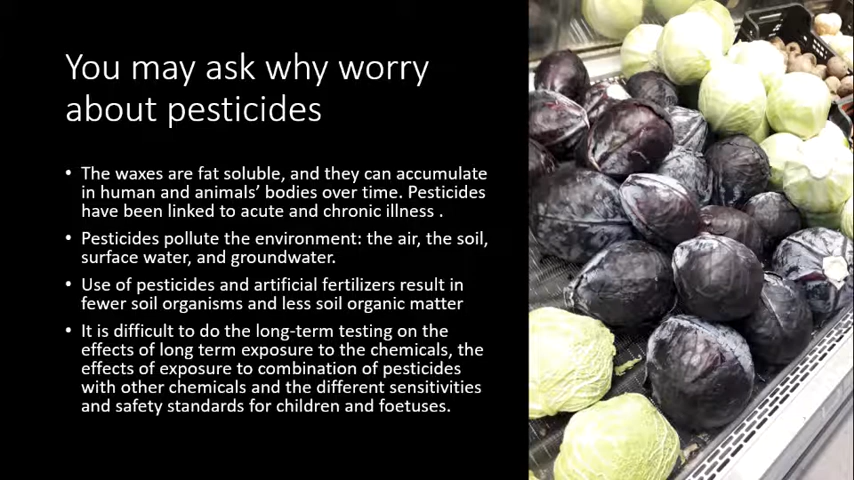 You may ask why worry
about pesticides
• The waxes are fat soluble, and they can accumulate
in human and animals’ bodies over time. Pesticides
have been linked to acute and chronic illness .
• Pesticides pollute the environment: the air, the soil,
surface water, and groundwater.
• Use of pesticides and artificial fertilizers result in
fewer soil organisms and less soil organic matter
• It is difficult to do the long-term testing on the
effects of long term exposure to the chemicals, the
effects of exposure to combination of pesticides
with other chemicals and the different sensitivities
and safety standards for children and foetuses.